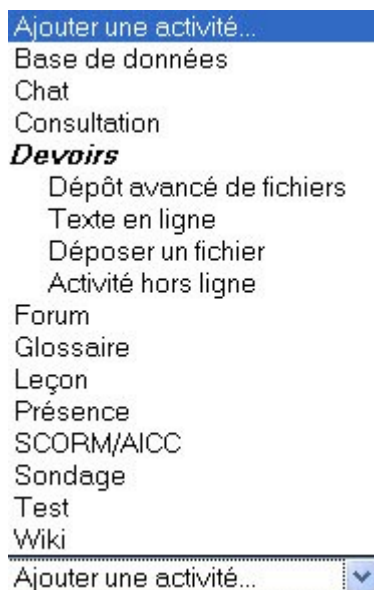 Ajouter une activité...
Base de données
Chat
Consultation
Devoirs
Dépôt avancé de fichiers
Texte en ligne
Déposer un fichier
Activité hors ligne
Forum
Glossaire
Leçon
Présence
SCORM/AICC
Sondage
Test
Wiki
Ajouter une activité...